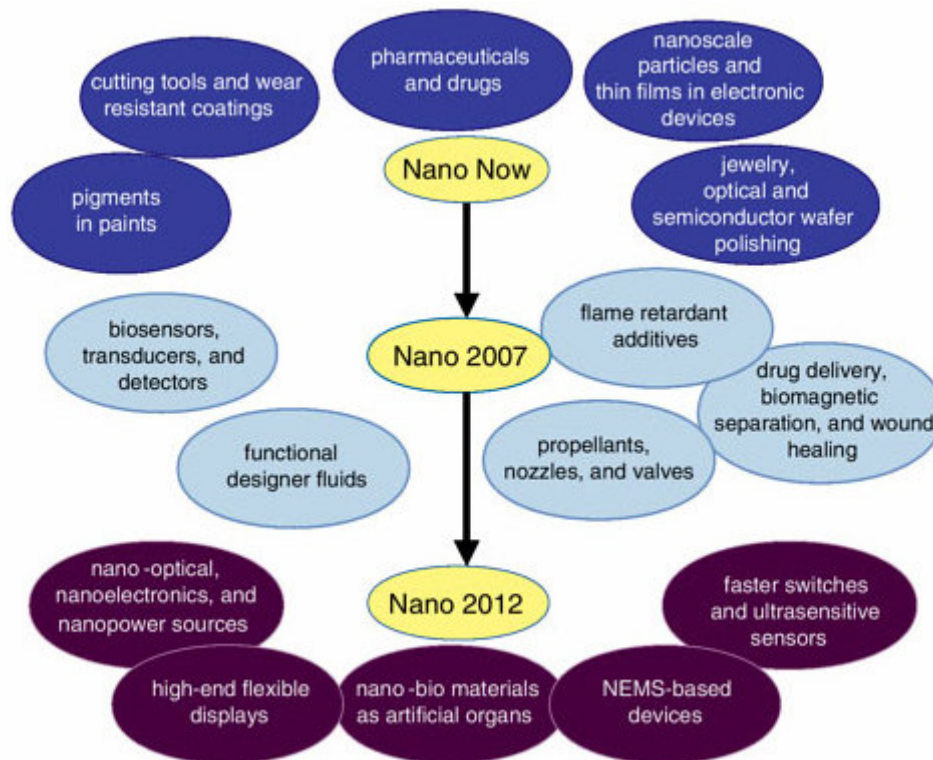 cutting tools and wear
resistant coatings
pharmaceuticals
and drugs
nanoscale
particles and
thin films in electronic
devices
Nano Now
pigments
in paints
jewelry,
optical and
semiconductor wafer
polishing
biosensors,
transducers, and
detectors
Nano 2007
flame retardant
additives
drug delivery,
biomagnetic
separation, and wound
healing
functional
designer fluids
propellants,
nozzles, and valves
nano-optical,
nanoelectronics, and
nanopower sources
Nano 2012
faster switches
and ultrasensitive
sensors
high-end flexible
displays
nano-bio materials
as artificial organs
NEMS-based
devices